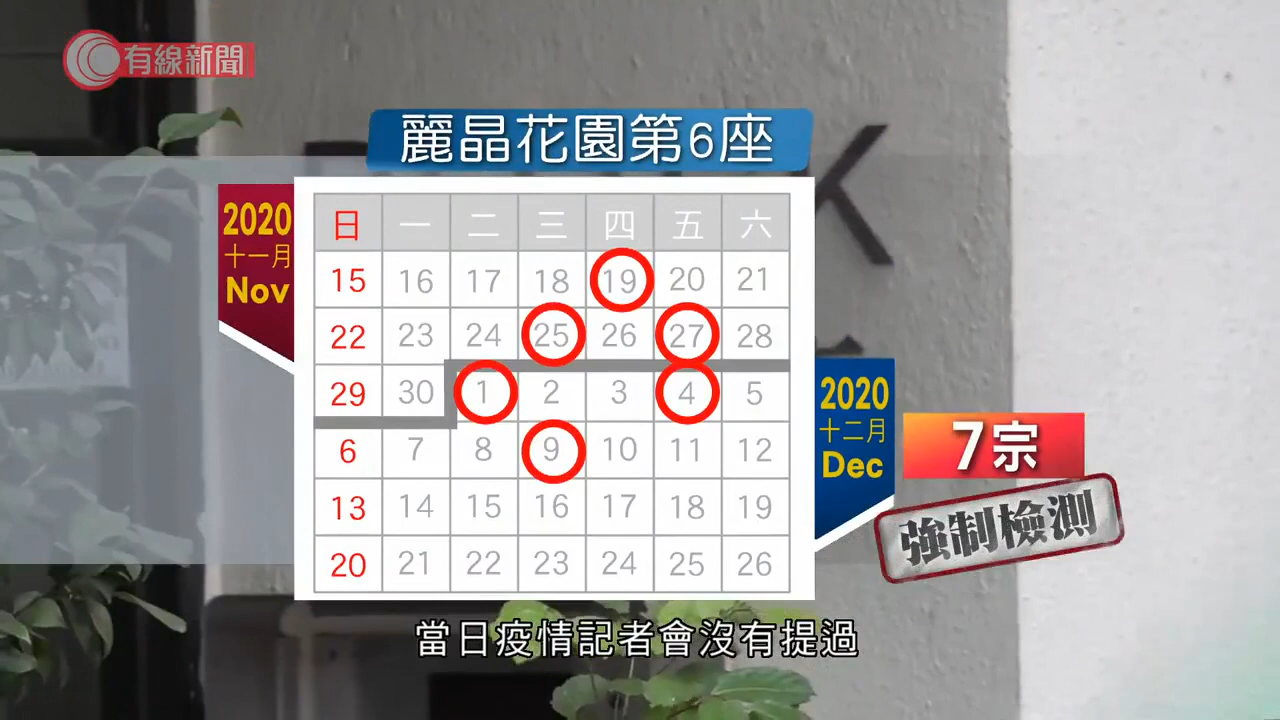 有線新聞
麗晶花園第6座
2020
十一月
Nov
日 一 二 三 四 五 六
15 16 17 18 19 20 21
22 23 24 25 26 27 28
29 30 1 2 3 4 5
6 7 8 9 10 11 12
13 14 15 16 17 18 19
20 21 22 23 24 25 26
2020
十二月
Dec
7宗
強制檢測
當日疫情記者會沒有提過